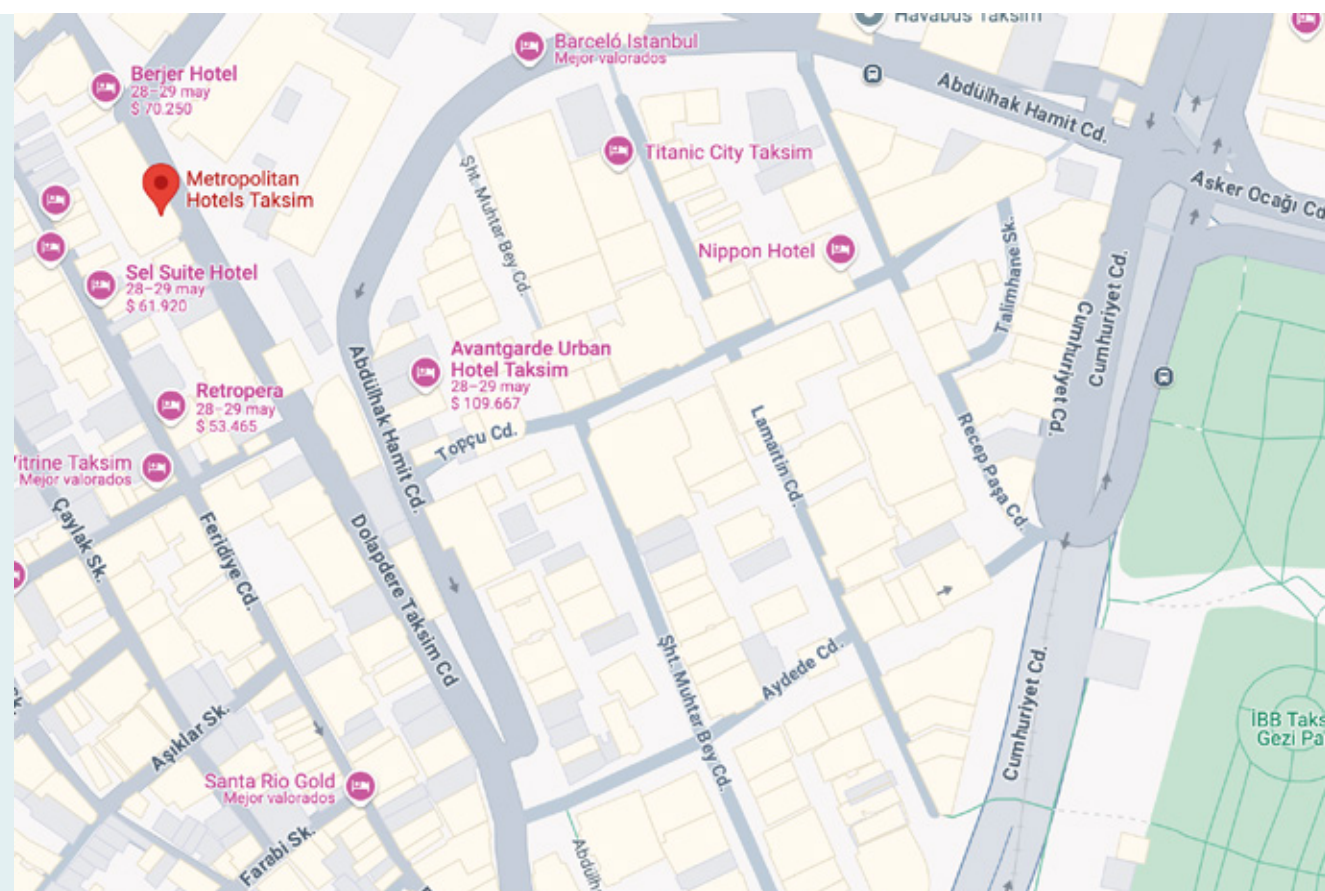 Havabüs Taksim
Barceló Istanbul
Mejor valorados
Berjer Hotel
28–29 may
$ 70.250
Abdülhak Hamit Cd.
Titanic City Taksim
Metropolitan
Hotels Taksim
Asker Ocağı Cd
Şht. Muhtar Bey Cd.
Nippon Hotel
Talimhane Sk.
Sel Suite Hotel
28–29 may
$ 61.920
Cumhuriyet Cd.
Cumhuriyet Cd.
Avantgarde Urban
Hotel Taksim
28–29 may
$ 109.667
Abdülhak Hamit Cd.
Retropera
28–29 may
$ 53.465
Topçu Cd.
Lamartin Cd.
Recep Paşa Cd.
Vitrine Taksim
Mejor valorados
Çaylak Sk.
Feridiye Cd.
Dolapdere Taksim Cd
Şht. Muhtar Bey Cd.
Aydede Cd.
Cumhuriyet Cd.
Aşıklar Sk.
Sk.
İBB Taks
Gezi Pa
Santa Rio Gold
Mejor valorados
Farabi Sk.
Abdülh